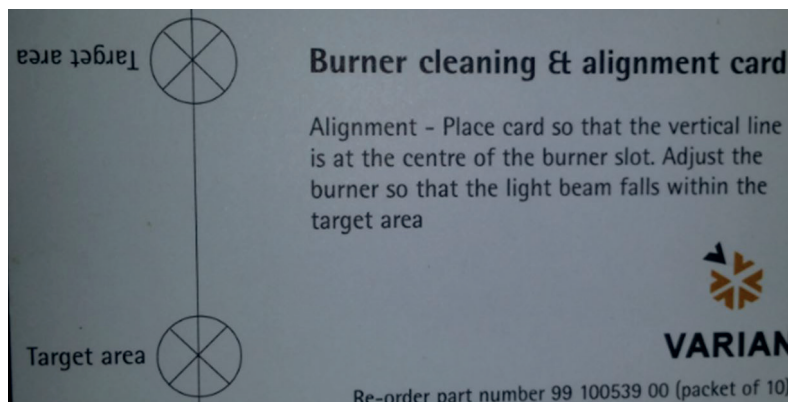 Target area
Burner cleaning & alignment card
Alignment - Place card so that the vertical line
is at the centre of the burner slot. Adjust the
burner so that the light beam falls within the
target area
VARIAN
Target area
Re-order part number 99 100539 00 (packet of 10)